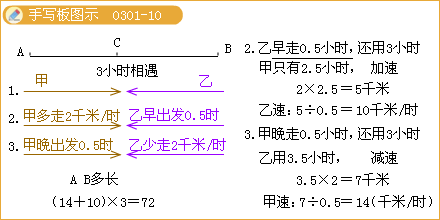 手写板图示 0301-10
A C B
3小时相遇
1. 甲 乙
2. 甲多走2千米/时 乙早出发0.5时
3. 甲晚出发0.5时 乙少走2千米/时
A B多长
(14+10)×3=72
2.乙早走0.5小时,还用3小时
甲只有2.5小时, 加速
2×2.5=5千米
乙速:5÷0.5=10千米/时
3.甲晚走0.5小时,还用3小时
乙用3.5小时, 减速
3.5×2=7千米
甲速:7÷0.5=14(千米/时)